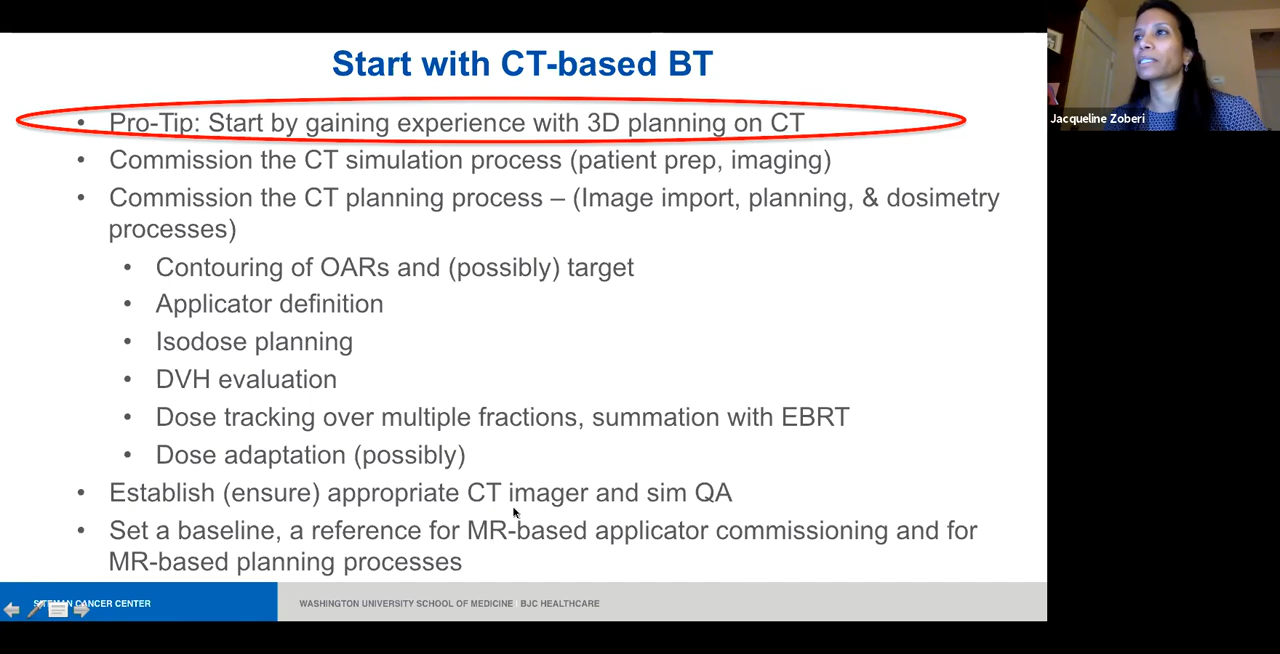 Start with CT-based BT
• Pro-Tip: Start by gaining experience with 3D planning on CT
• Commission the CT simulation process (patient prep, imaging)
• Commission the CT planning process – (Image import, planning, & dosimetry
processes)
• Contouring of OARs and (possibly) target
• Applicator definition
• Isodose planning
• DVH evaluation
• Dose tracking over multiple fractions, summation with EBRT
• Dose adaptation (possibly)
• Establish (ensure) appropriate CT imager and sim QA
• Set a baseline, a reference for MR-based applicator commissioning and for
MR-based planning processes
SITEMAN CANCER CENTER
WASHINGTON UNIVERSITY SCHOOL OF MEDICINE | BJC HEALTHCARE
Jacqueline Zoberi